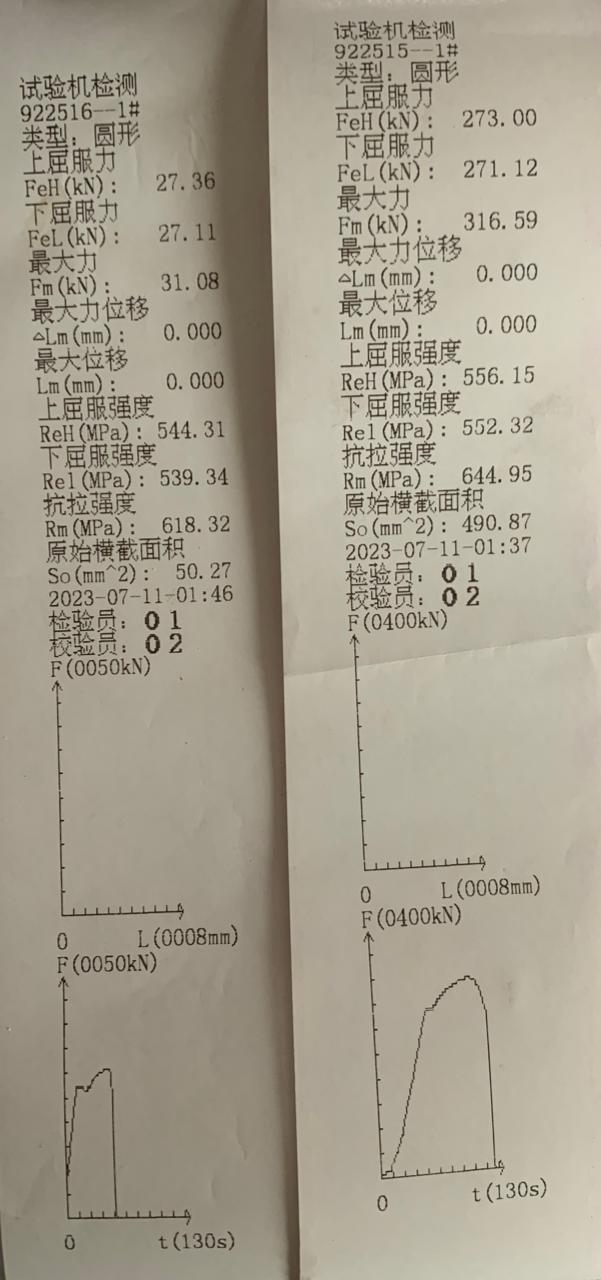 试验机检测
922516--1#
类型: 圆形
上屈服力
FeH(kN): 27.36
下屈服力
FeL(kN): 27.11
最大力
Fm(kN): 31.08
最大力位移
△Lm(mm): 0.000
最大位移
Lm(mm): 0.000
上屈服强度
ReH(MPa): 544.31
下屈服强度
Rel(MPa): 539.34
抗拉强度
Rm(MPa): 618.32
原始横截面积
So(mm^2): 50.27
2023-07-11-01:46
检验员: 01
校验员: 02
F(0050kN)
0 L(0008mm)
F(0050kN)
0 t(130s)
试验机检测
922515--1#
类型: 圆形
上屈服力
FeH(kN): 273.00
下屈服力
FeL(kN): 271.12
最大力
Fm(kN): 316.59
最大力位移
△Lm(mm): 0.000
最大位移
Lm(mm): 0.000
上屈服强度
ReH(MPa): 556.15
下屈服强度
Rel(MPa): 552.32
抗拉强度
Rm(MPa): 644.95
原始横截面积
So(mm^2): 490.87
2023-07-11-01:37
检验员: 01
校验员: 02
F(0400kN)
0 L(0008mm)
F(0400kN)
0 t(130s)